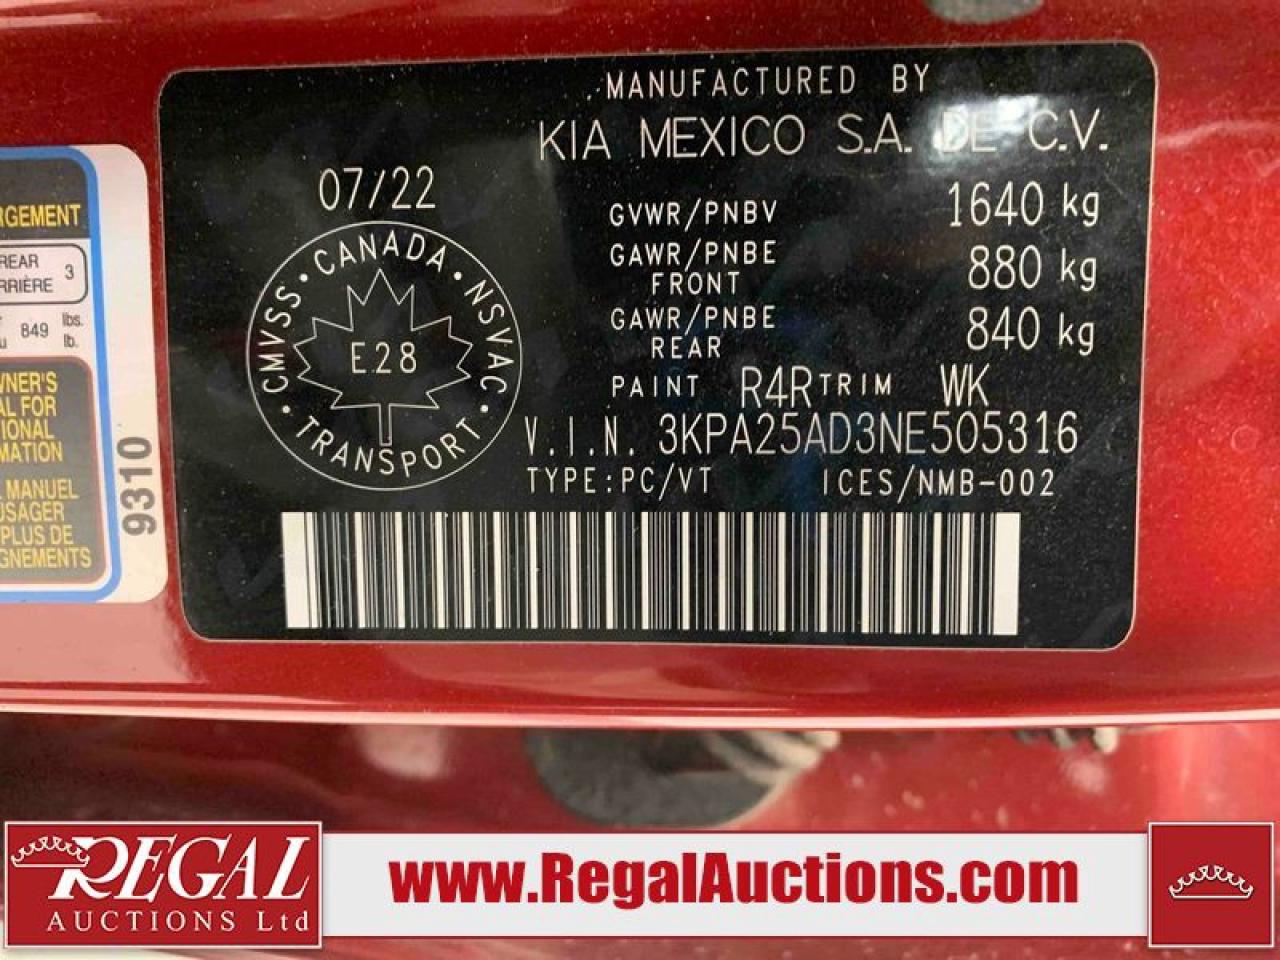 MANUFACTURED BY
KIA MEXICO S.A. DE C.V.
07/22
GVWR/PNBV 1640 kg
GAWR/PNBE FRONT 880 kg
GAWR/PNBE REAR 840 kg
PAINT R4R TRIM WK
V.I.N. 3KPA25AD3NE505316
TYPE:PC/VT ICES/NMB-002
CANADA · NSVAC · TRANSPORT · CMVSS
E28
RGEMENT
REAR 3
RRIÈRE
849 lbs.
lb.
WNER'S
AL FOR
IONAL
MATION
MANUEL
USAGER
PLUS DE
GNEMENTS
9310
REGAL
AUCTIONS Ltd
www.RegalAuctions.com